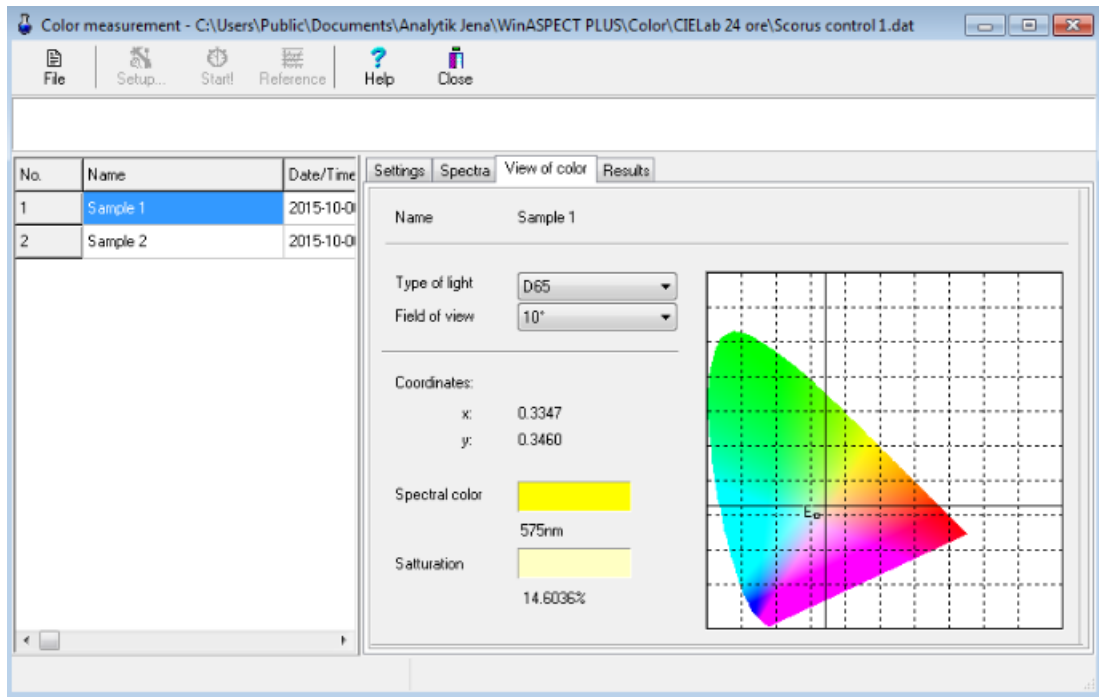 Color measurement - C:\Users\Public\Documents\Analytik Jena\WinASPECT PLUS\Color\CIELab 24 ore\Scorus control 1.dat
File Setup... Start! Reference Help Close
No. Name Date/Time
1 Sample 1 2015-10-0
2 Sample 2 2015-10-0
Settings Spectra View of color Results
Name Sample 1
Type of light D65
Field of view 10°
Coordinates:
x: 0.3347
y: 0.3460
Spectral color
575nm
Satturation
14.6036%
E